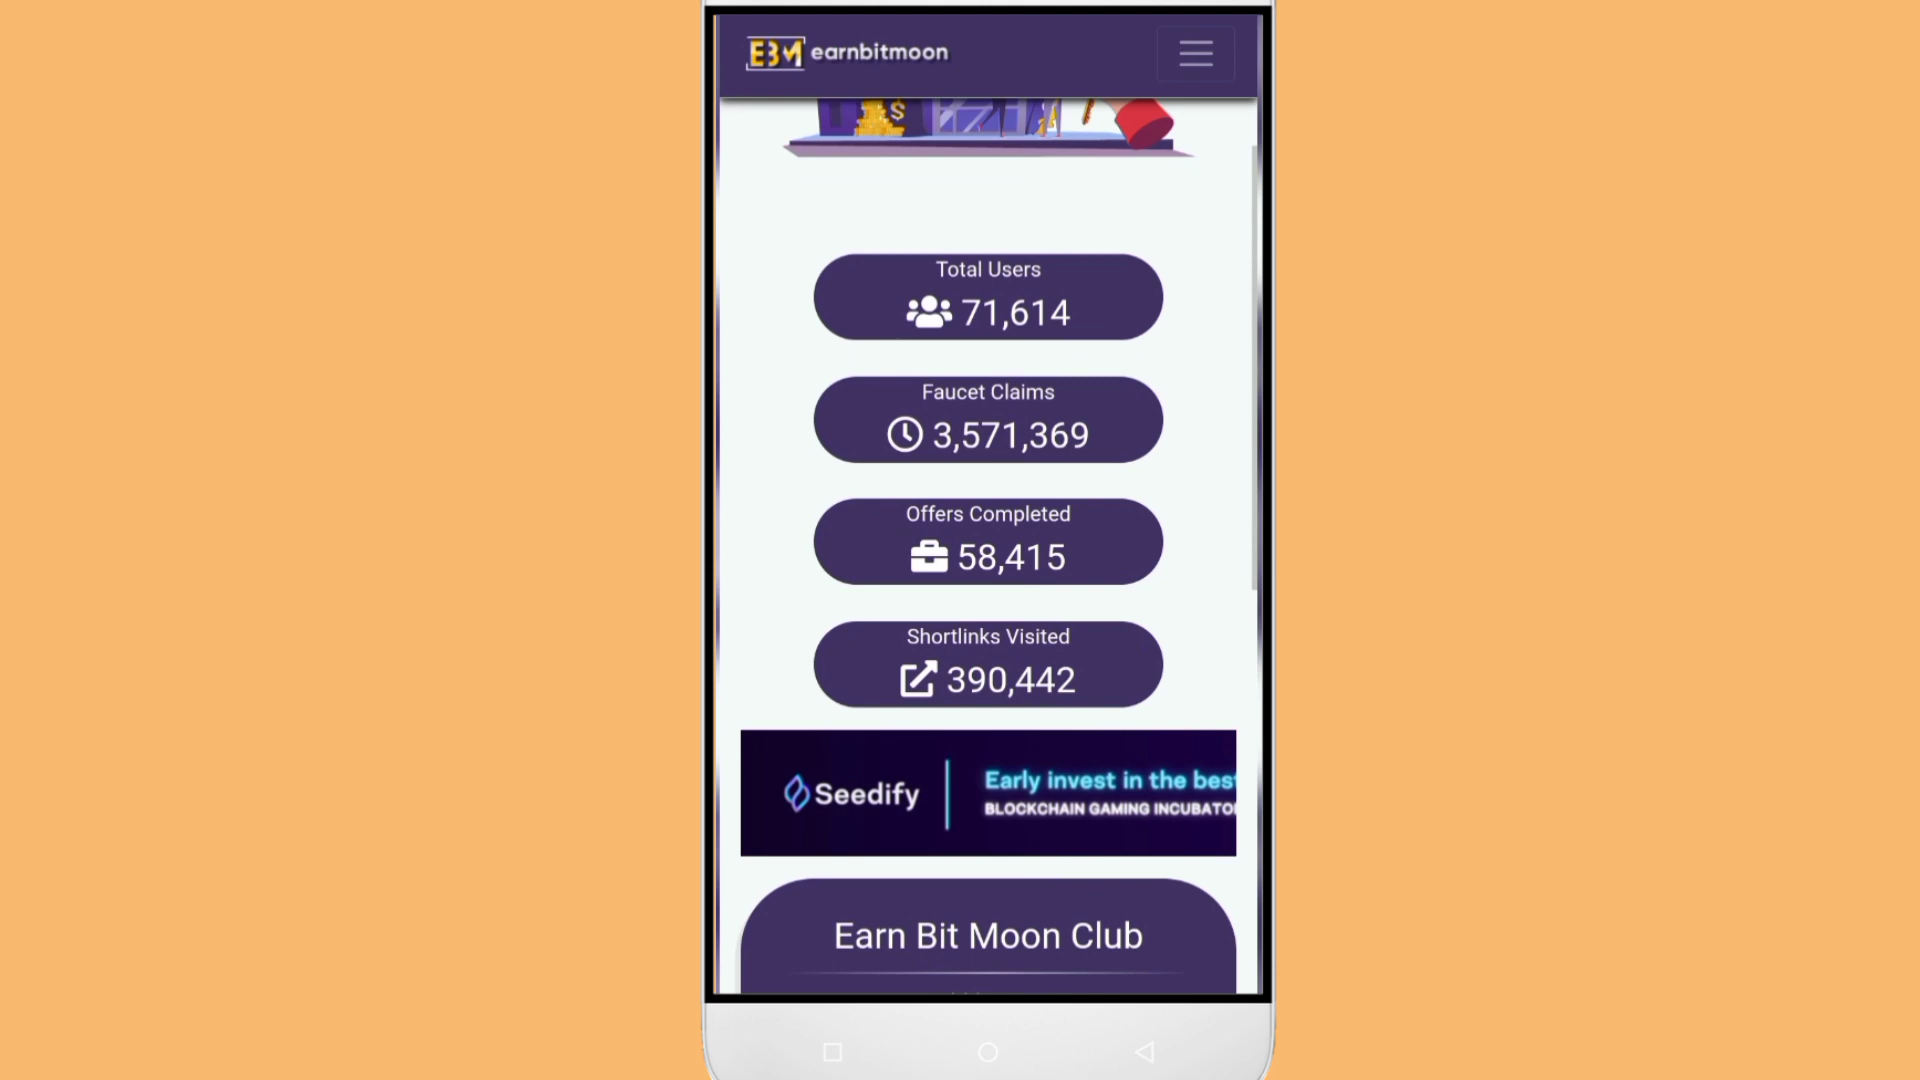 EBM earnbitmoon
$
Total Users
71,614
Faucet Claims
3,571,369
Offers Completed
58,415
Shortlinks Visited
390,442
Seedify
Early invest in the best
BLOCKCHAIN GAMING INCUBATOR
Earn Bit Moon Club